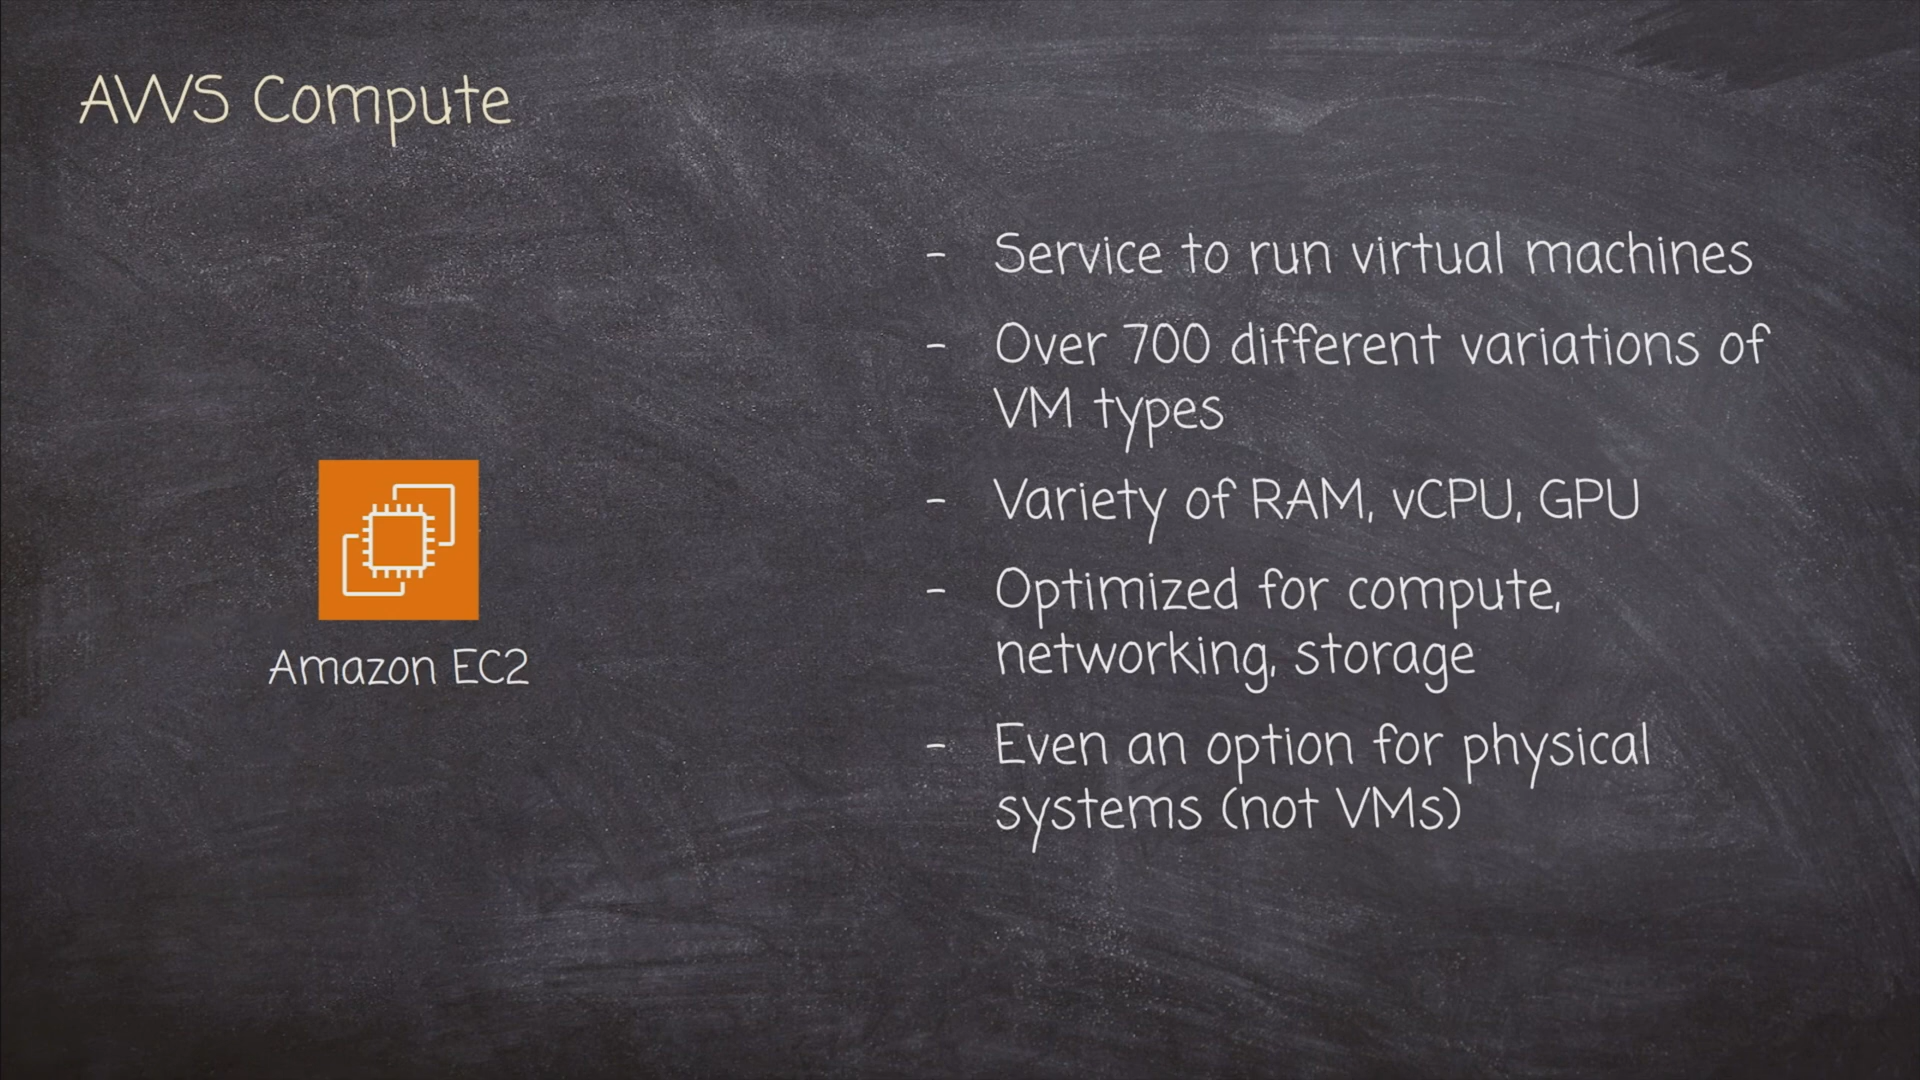 AWS Compute
- Service to run virtual machines
- Over 700 different variations of
VM types
- Variety of RAM, vCPU, GPU
- Optimized for compute,
networking, storage
- Even an option for physical
systems (not VMs)
Amazon EC2